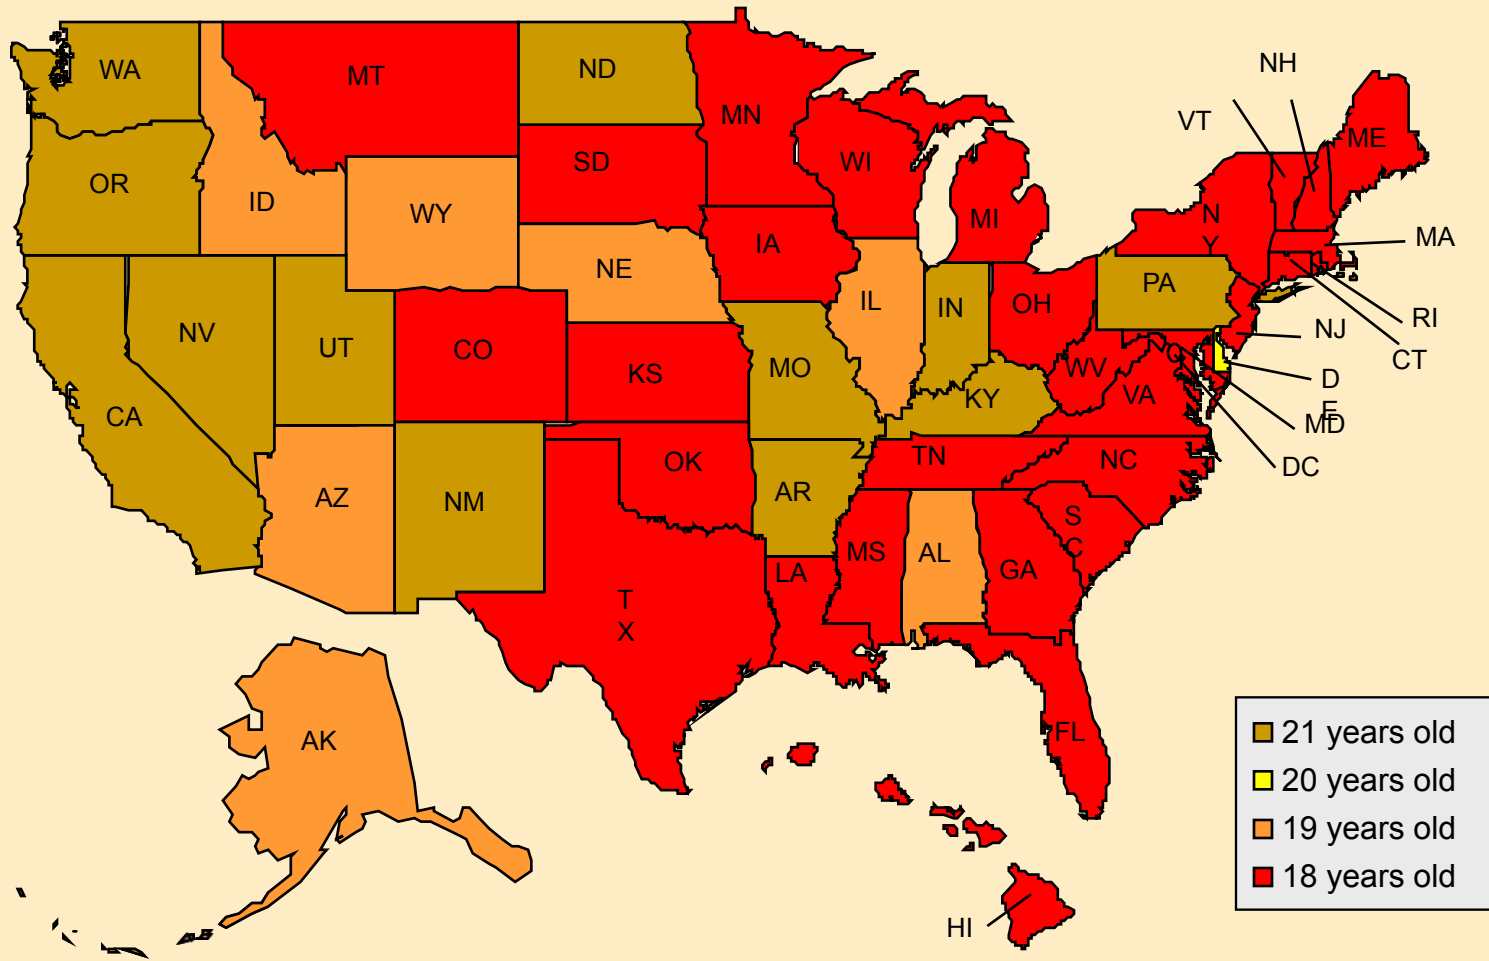 NH
WA
MT
ND
MN
VT
ME
OR
ID
WY
SD
WI
MI
N
Y
MA
IA
NE
PA
NV
UT
CO
IL
IN
OH
RI
NJ
CT
KS
MO
WV
VA
D
E
CA
KY
MD
AZ
NM
OK
AR
TN
NC
DC
S
C
MS
AL
GA
LA
T
X
AK
FL
HI
21 years old
20 years old
19 years old
18 years old